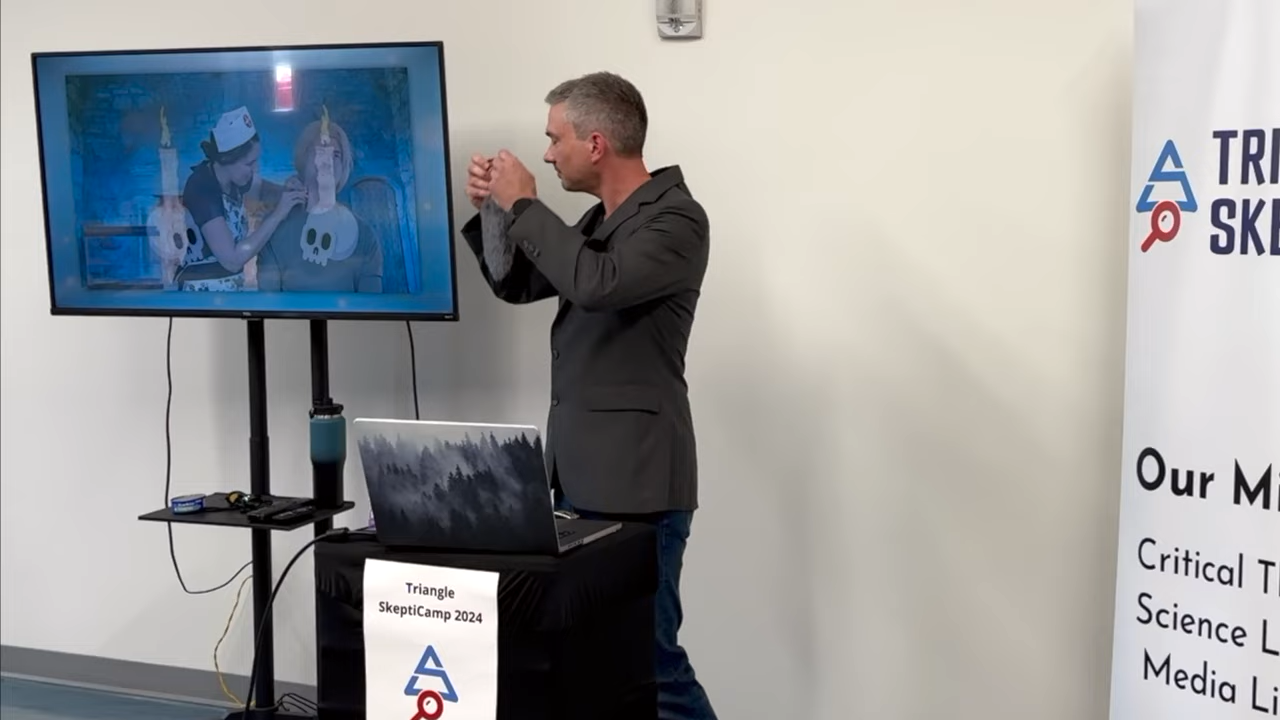 TRI
SKE
Our Mi
Critical T
Science L
Media Li
Triangle
SkeptiCamp 2024